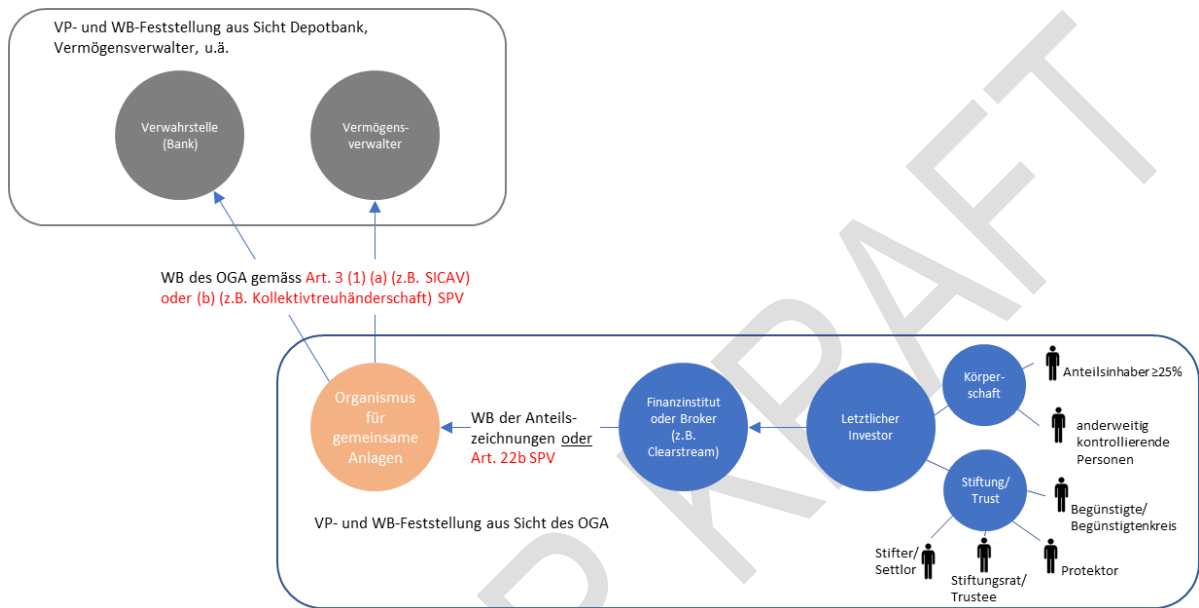 VP- und WB-Feststellung aus Sicht Depotbank,
Vermögensverwalter, u.ä.
Verwahrstelle
(Bank)
Vermögens-
verwalter
WB des OGA gemäss Art. 3 (1) (a) (z.B. SICAV)
oder (b) (z.B. Kollektivtreuhänderschaft) SPV
Organismus
für
gemeinsame
Anlagen
WB der Anteils-
zeichnungen oder
Art. 22b SPV
Finanzinstitut
oder Broker
(z.B.
Clearstream)
Letztlicher
Investor
Körper-
schaft
Anteilsinhaber ≥25%
anderweitig
kontrollierende
Personen
Stiftung/
Trust
Begünstigte/
Begünstigtenkreis
Protektor
Stiftungsrat/
Trustee
Stifter/
Settlor
VP- und WB-Feststellung aus Sicht des OGA
KRAFT